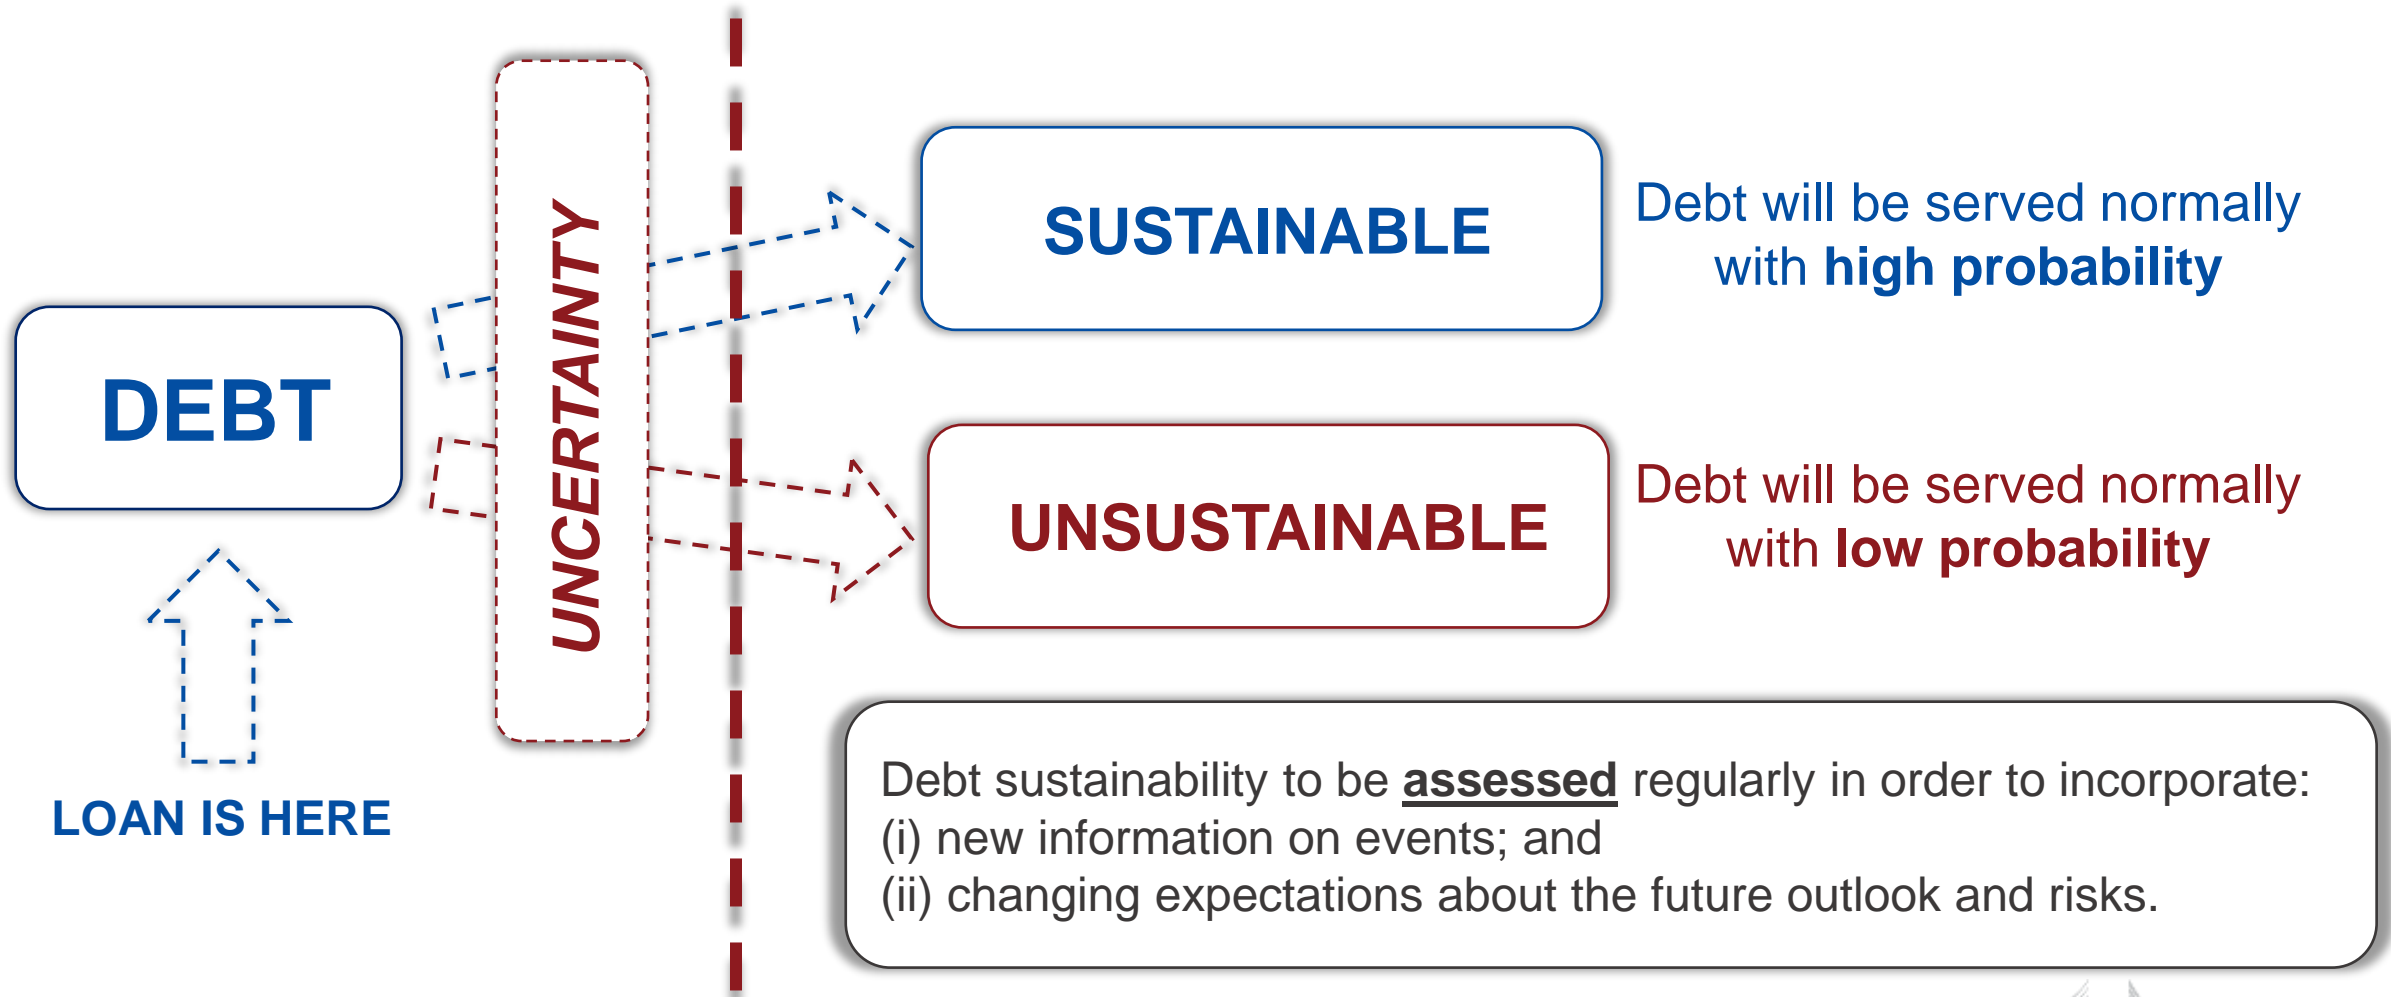 DEBT
LOAN IS HERE
UNCERTAINTY
SUSTAINABLE
Debt will be served normally
with high probability
UNSUSTAINABLE
Debt will be served normally
with low probability
Debt sustainability to be assessed regularly in order to incorporate:
(i) new information on events; and
(ii) changing expectations about the future outlook and risks.